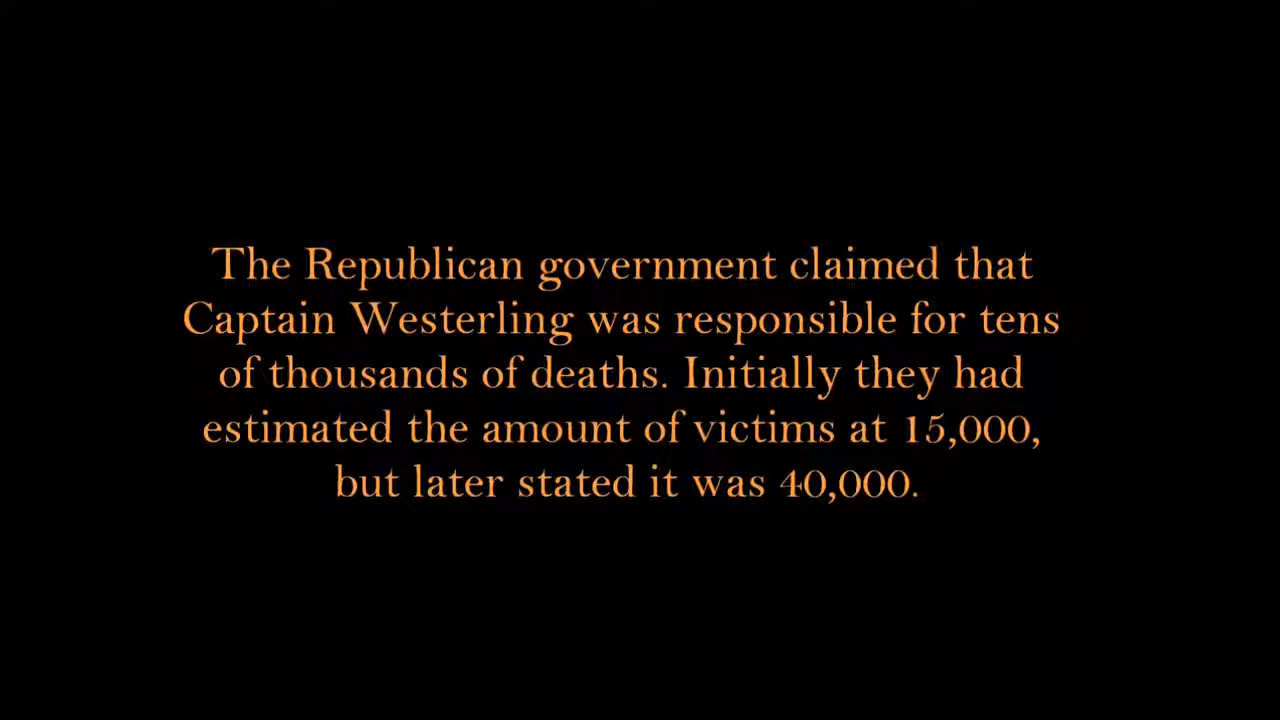 The Republican government claimed that
Captain Westerling was responsible for tens
of thousands of deaths. Initially they had
estimated the amount of victims at 15,000,
but later stated it was 40,000.